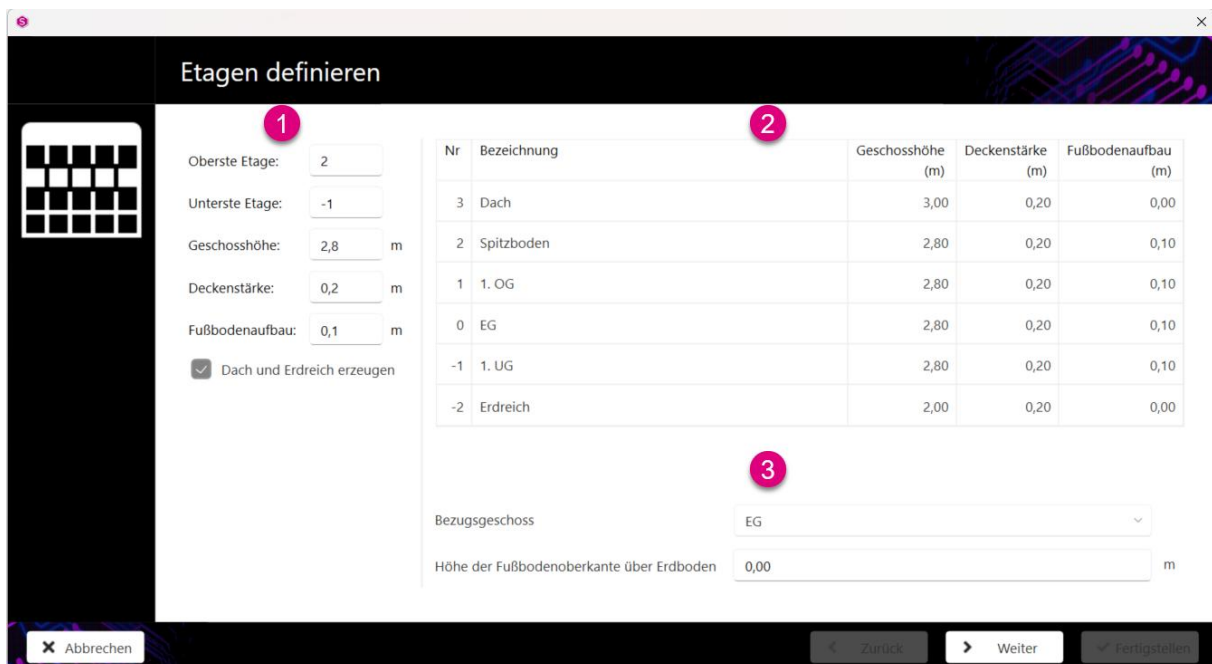 S
Etagen definieren
1
Oberste Etage: 2
Unterste Etage: -1
Geschosshöhe: 2,8 m
Deckenstärke: 0,2 m
Fußbodenaufbau: 0,1 m
Dach und Erdreich erzeugen
2
Nr Bezeichnung Geschosshöhe (m) Deckenstärke (m) Fußbodenaufbau (m)
3 Dach 3,00 0,20 0,00
2 Spitzboden 2,80 0,20 0,10
1 1. OG 2,80 0,20 0,10
0 EG 2,80 0,20 0,10
-1 1. UG 2,80 0,20 0,10
-2 Erdreich 2,00 0,20 0,00
3
Bezugsgeschoss EG
Höhe der Fußbodenoberkante über Erdboden 0,00 m
Abbrechen Zurück Weiter Fertigstellen